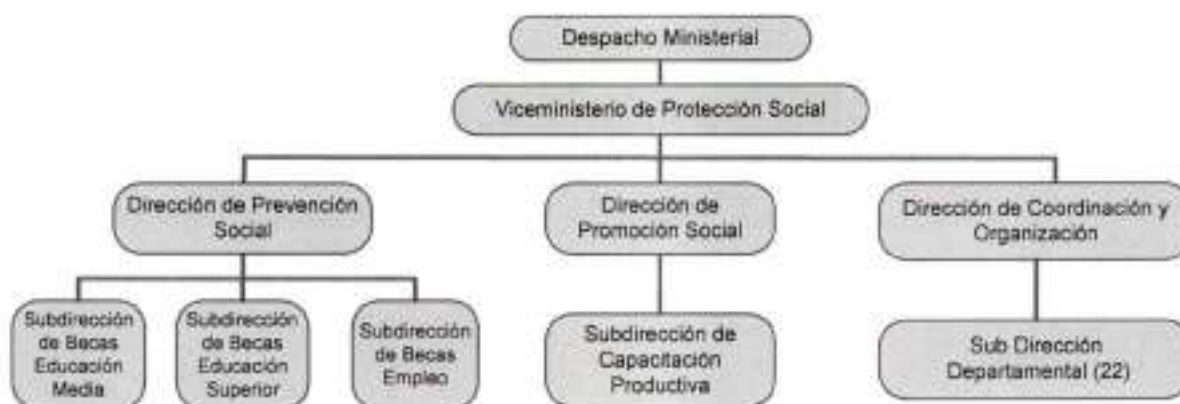 Despacho Ministerial
Viceministerio de Protección Social
Dirección de Prevención
Social
Dirección de
Promoción Social
Dirección de Coordinación y
Organización
Subdirección
de Becas
Educación
Media
Subdirección
de Becas
Educación
Superior
Subdirección
de Becas
Empleo
Subdirección de
Capacitación
Productiva
Sub Dirección
Departamental (22)